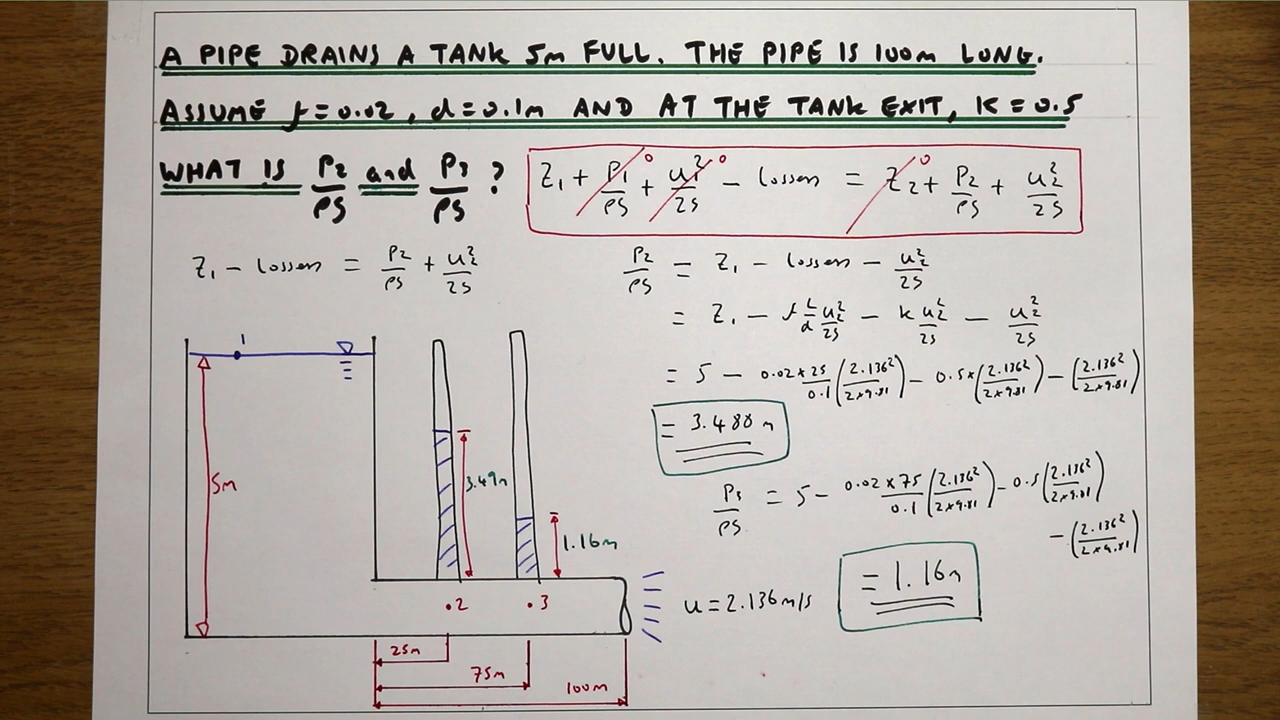 A PIPE DRAINS A TANK 5m FULL. THE PIPE IS 100m LONG.
ASSUME f=0.02, d=0.1m AND AT THE TANK EXIT, K=0.5
WHAT IS P2/ρg and P3/ρg ?
Z1 + P1/ρg 0 + u1²/2g 0 - losses = Z2 0 + P2/ρg + u2²/2g
Z1 - losses = P2/ρg + u2²/2g
P2/ρg = Z1 - losses - u2²/2g
= Z1 - f L/d u2²/2g - k u2²/2g - u2²/2g
= 5 - 0.02×25/0.1 (2.136²/2×9.81) - 0.5×(2.136²/2×9.81) - (2.136²/2×9.81)
= 3.488m
P3/ρg = 5 - 0.02×75/0.1 (2.136²/2×9.81) - 0.5(2.136²/2×9.81)
- (2.136²/2×9.81)
= 1.16m
u = 2.136m/s
1
5m
3.49m
1.16m
.2
.3
25m
75m
100m